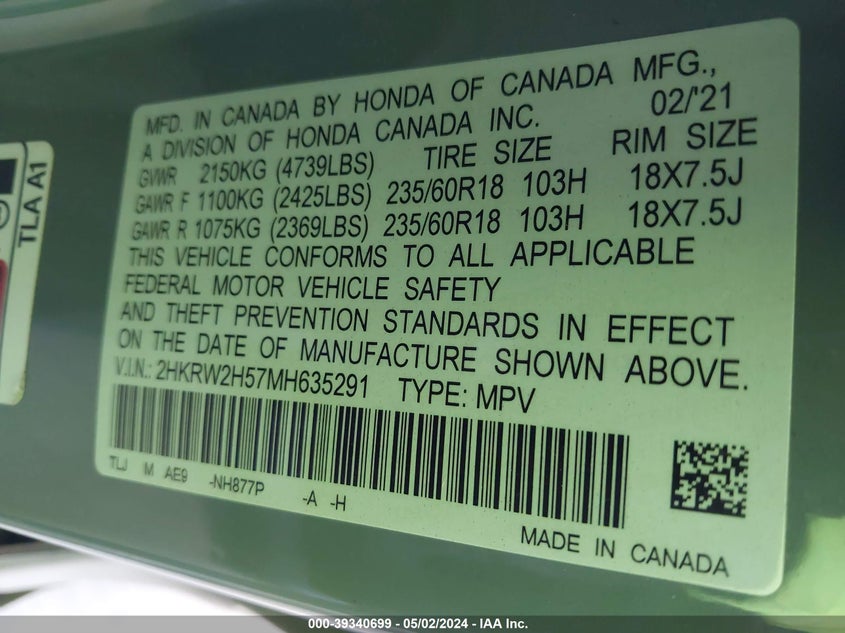 MFD. IN CANADA BY HONDA OF CANADA MFG.,
A DIVISION OF HONDA CANADA INC. 02/'21
GVWR 2150KG (4739LBS) TIRE SIZE RIM SIZE
GAWR F 1100KG (2425LBS) 235/60R18 103H 18X7.5J
GAWR R 1075KG (2369LBS) 235/60R18 103H 18X7.5J
THIS VEHICLE CONFORMS TO ALL APPLICABLE
FEDERAL MOTOR VEHICLE SAFETY
AND THEFT PREVENTION STANDARDS IN EFFECT
ON THE DATE OF MANUFACTURE SHOWN ABOVE.
V.I.N.: 2HKRW2H57MH635291 TYPE: MPV
TLJ M AE9 -NH877P -A -H
MADE IN CANADA
TLA A1
000-39340699 - 05/02/2024 - IAA Inc.